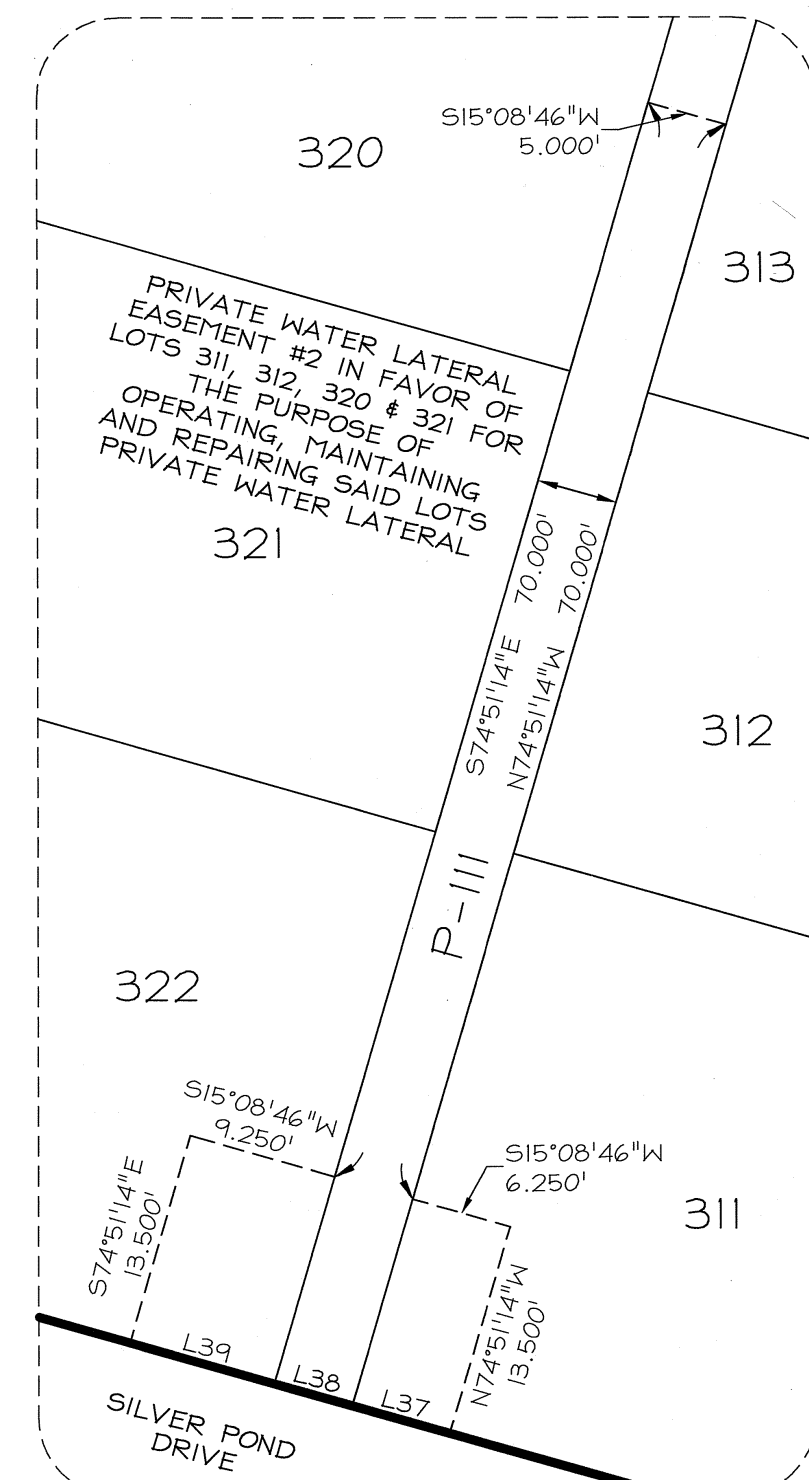 S15°08'46"W
5.000'
320
313
PRIVATE WATER LATERAL
EASEMENT #2 IN FAVOR OF
LOTS 311, 312, 320 & 321 FOR
THE PURPOSE OF
OPERATING, MAINTAINING
AND REPAIRING SAID LOTS
PRIVATE WATER LATERAL
321
S74°51'14"E 70.000'
N74°51'14"W 70.000'
312
P-111
322
S15°08'46"W
9.250'
S15°08'46"W
6.250'
311
S74°51'14"E
13.500'
N74°51'14"W
13.500'
L39
L38
L37
SILVER POND
DRIVE